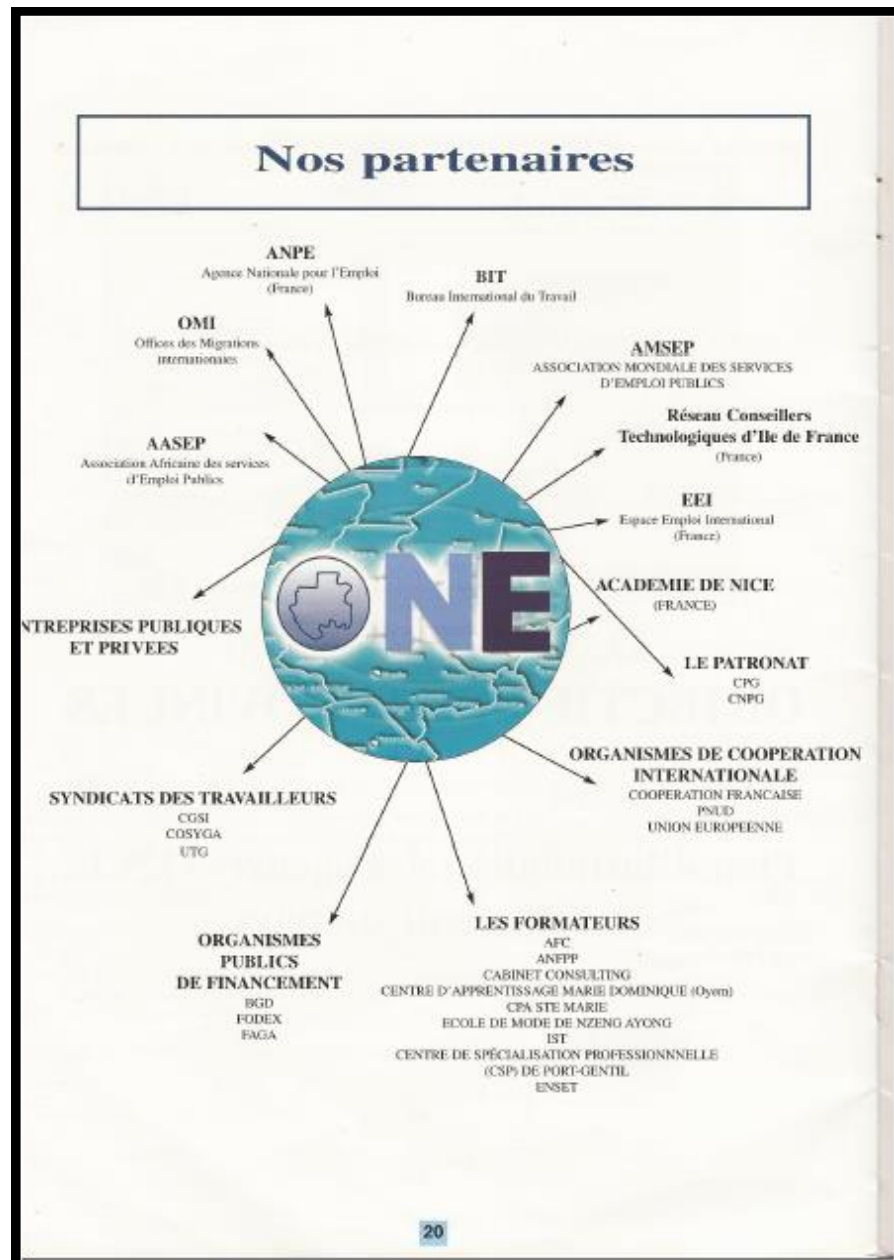 Nos partenaires
ANPE
Agence Nationale pour l'Emploi
(France)
BIT
Bureau International du Travail
OMI
Offices des Migrations
internationales
AMSEP
ASSOCIATION MONDIALE DES SERVICES
D'EMPLOI PUBLICS
Réseau Conseillers
Technologiques d'Ile de France
(France)
AASEP
Association Africaine des services
d'Emploi Publics
EEI
Espace Emploi International
(France)
ONE
ACADEMIE DE NICE
(FRANCE)
NTREPRISES PUBLIQUES
ET PRIVEES
LE PATRONAT
CPG
CNPG
ORGANISMES DE COOPERATION
INTERNATIONALE
COOPERATION FRANCAISE
PNUD
UNION EUROPEENNE
SYNDICATS DES TRAVAILLEURS
CGSI
COSYGA
UTG
ORGANISMES
PUBLICS
DE FINANCEMENT
BGD
FODEX
FAGA
LES FORMATEURS
AFC
ANFPP
CABINET CONSULTING
CENTRE D'APPRENTISSAGE MARIE DOMINIQUE (Oyem)
CPA STE MARIE
ECOLE DE MODE DE NZENG AYONG
IST
CENTRE DE SPÉCIALISATION PROFESSIONNNELLE
(CSP) DE PORT-GENTIL
ENSET
20